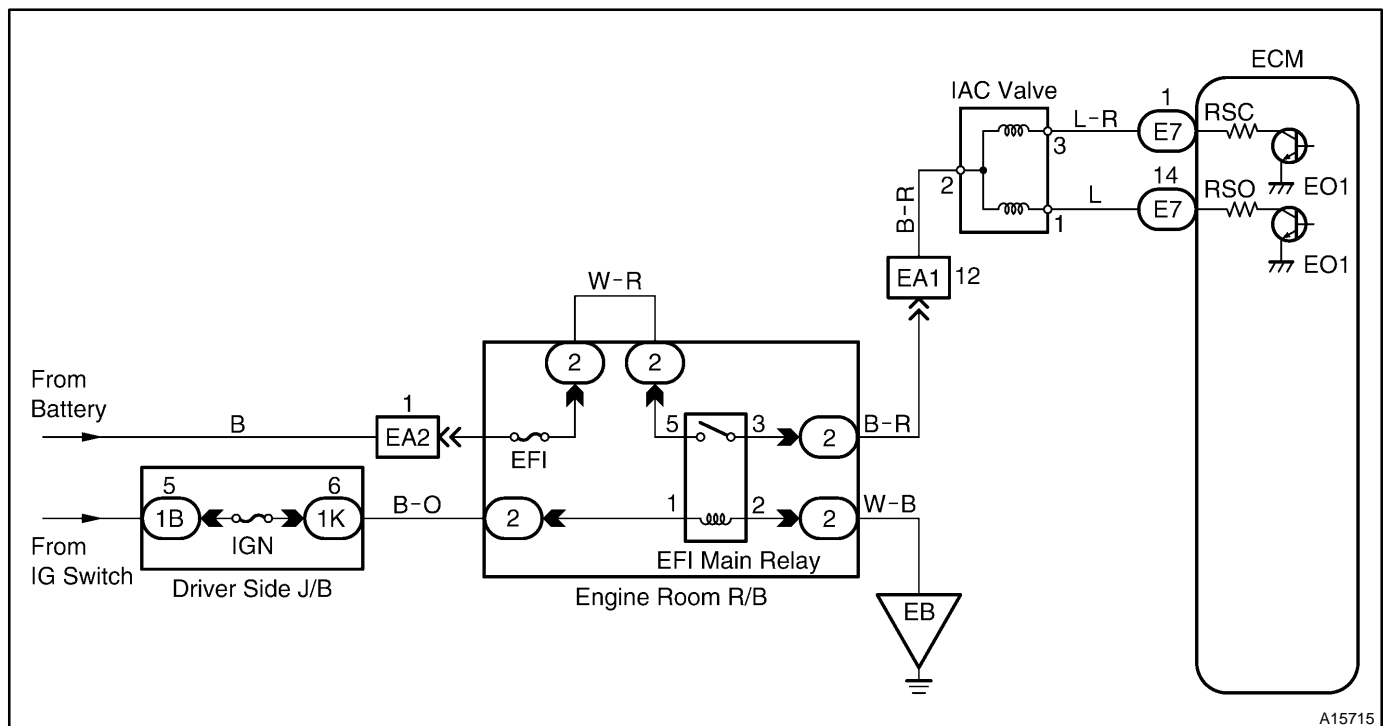 ECM
IAC Valve
1
L-R
E7
RSC
3
EO1
2
14
L
E7
RSO
1
EO1
B-R
EA1
12
W-R
2
2
From
Battery
B
1
EA2
EFI
5
3
2
B-R
5
1B
IGN
6
1K
B-O
2
1
2
2
W-B
From
IG Switch
Driver Side J/B
EFI Main Relay
Engine Room R/B
EB
A15715